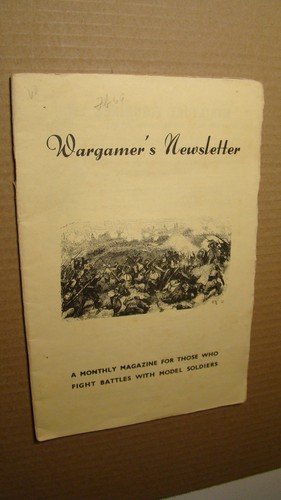 Wargamer's Newsletter
A MONTHLY MAGAZINE FOR THOSE WHO
FIGHT BATTLES WITH MODEL SOLDIERS